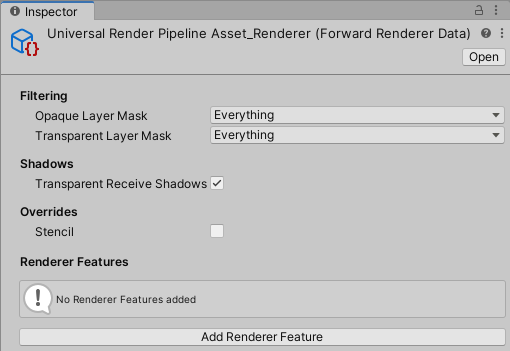 Inspector
Universal Render Pipeline Asset_Renderer (Forward Renderer Data)
Open
Filtering
Opaque Layer Mask Everything
Transparent Layer Mask Everything
Shadows
Transparent Receive Shadows
Overrides
Stencil
Renderer Features
No Renderer Features added
Add Renderer Feature